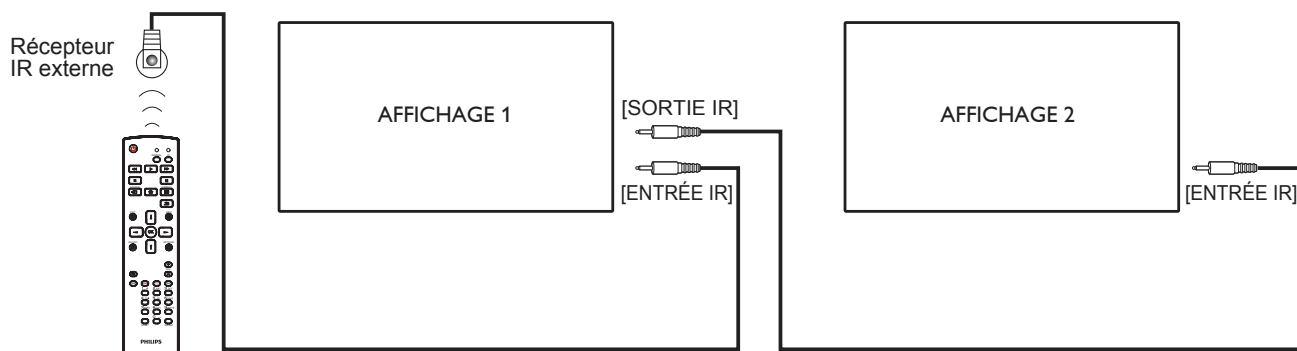 Récepteur
IR externe
AFFICHAGE 1
[SORTIE IR]
[ENTRÉE IR]
AFFICHAGE 2
[ENTRÉE IR]
PHILIPS